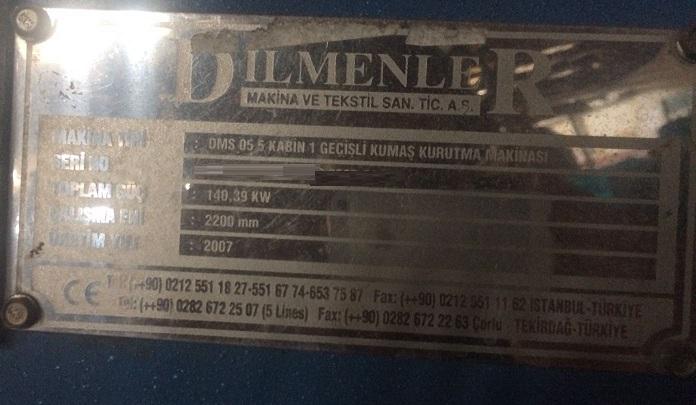 DILMENLER
MAKİNA VE TEKSTİL SAN. TİC. A.Ş.
MAKİNA TİPİ : DMS 05 5 KABİN 1 GEÇİŞLİ KUMAŞ KURUTMA MAKİNASI
SERİ NO
TOPLAM GÜÇ : 140,39 KW
ÇALIŞMA ENİ : 2200 mm
ÜRETİM YILI : 2007
CE Tel: (++90) 0212 551 18 27-551 67 74-653 75 87 Fax: (++90) 0212 551 11 62 İSTANBUL-TÜRKİYE
Tel: (++90) 0282 672 25 07 (5 Lines) Fax: (++90) 0282 672 22 63 Çorlu TEKİRDAĞ-TÜRKİYE